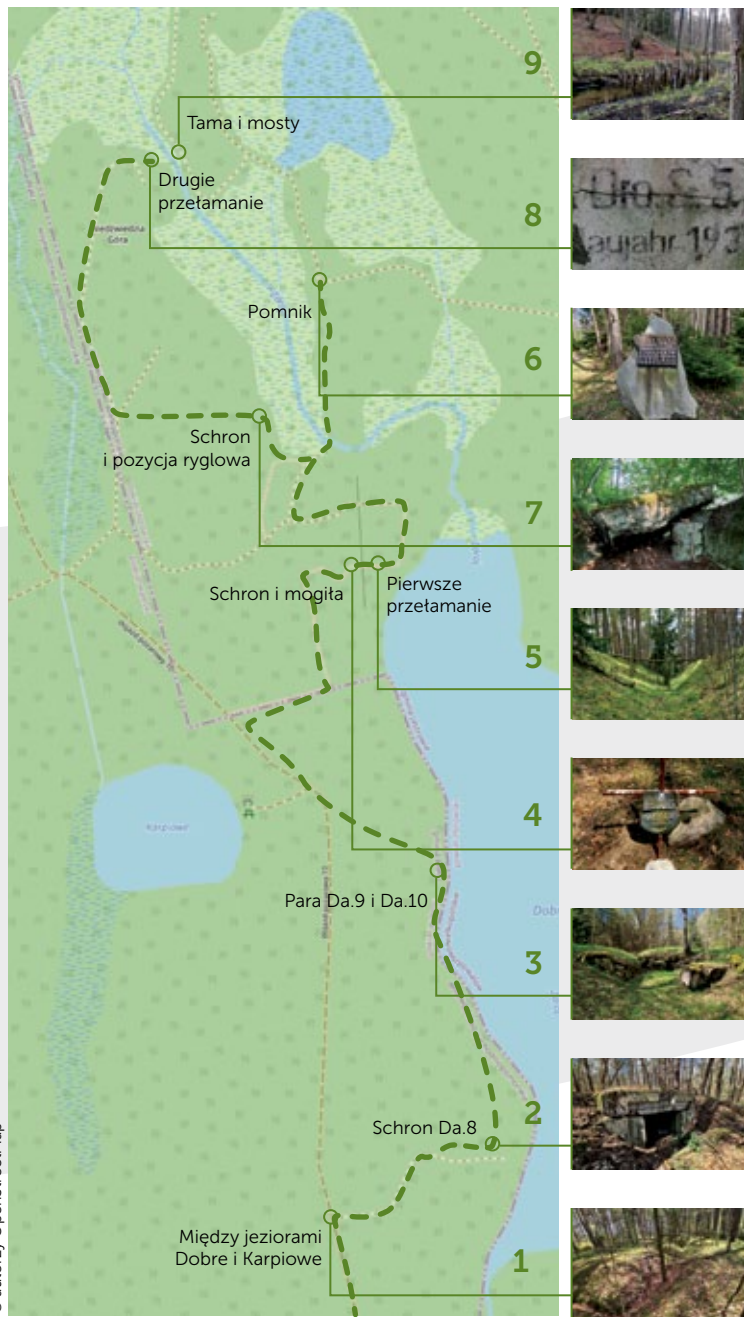 9
Tama i mosty
Drugie
przełamanie
Góra
8
Pomnik
6
Schron
i pozycja ryglowa
7
Schron i mogiła
Pierwsze
przełamanie
5
Karpiowe
4
Para Da.9 i Da.10
3
Schron Da.8
2
Między jeziorami
Dobre i Karpiowe
1